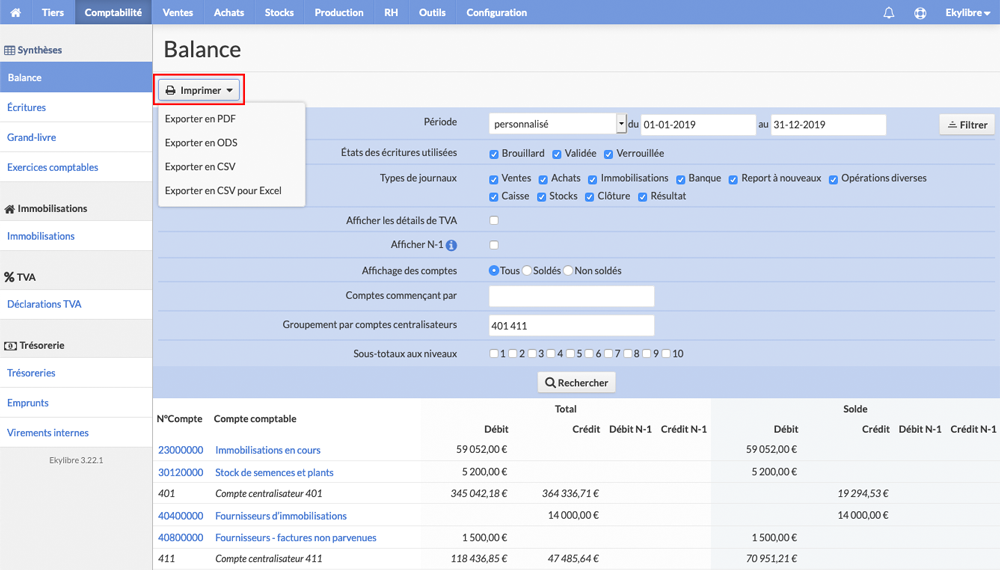 Tiers Comptabilité Ventes Achats Stocks Production RH Outils Configuration Ekylibre
Synthèses
Balance
Écritures
Grand-livre
Exercices comptables
Immobilisations
Immobilisations
TVA
Déclarations TVA
Trésorerie
Trésoreries
Emprunts
Virements internes
Ekylibre 3.22.1
Balance
Imprimer
Exporter en PDF
Exporter en ODS
Exporter en CSV
Exporter en CSV pour Excel
Période personnalisé du 01-01-2019 au 31-12-2019 Filtrer
États des écritures utilisées Brouillard Validée Verrouillée
Types de journaux Ventes Achats Immobilisations Banque Report à nouveaux Opérations diverses
Caisse Stocks Clôture Résultat
Afficher les détails de TVA
Afficher N-1
Affichage des comptes Tous Soldés Non soldés
Comptes commençant par
Groupement par comptes centralisateurs 401 411
Sous-totaux aux niveaux 1 2 3 4 5 6 7 8 9 10
Rechercher
N°Compte Compte comptable Total Solde
Débit Crédit Débit N-1 Crédit N-1 Débit Crédit Débit N-1 Crédit N-1
23000000 Immobilisations en cours 59 052,00 € 59 052,00 €
30120000 Stock de semences et plants 5 200,00 € 5 200,00 €
401 Compte centralisateur 401 345 042,18 € 364 336,71 € 19 294,53 €
40400000 Fournisseurs d'immobilisations 14 000,00 € 14 000,00 €
40800000 Fournisseurs - factures non parvenues 1 500,00 € 1 500,00 €
411 Compte centralisateur 411 118 436,85 € 47 485,64 € 70 951,21 €